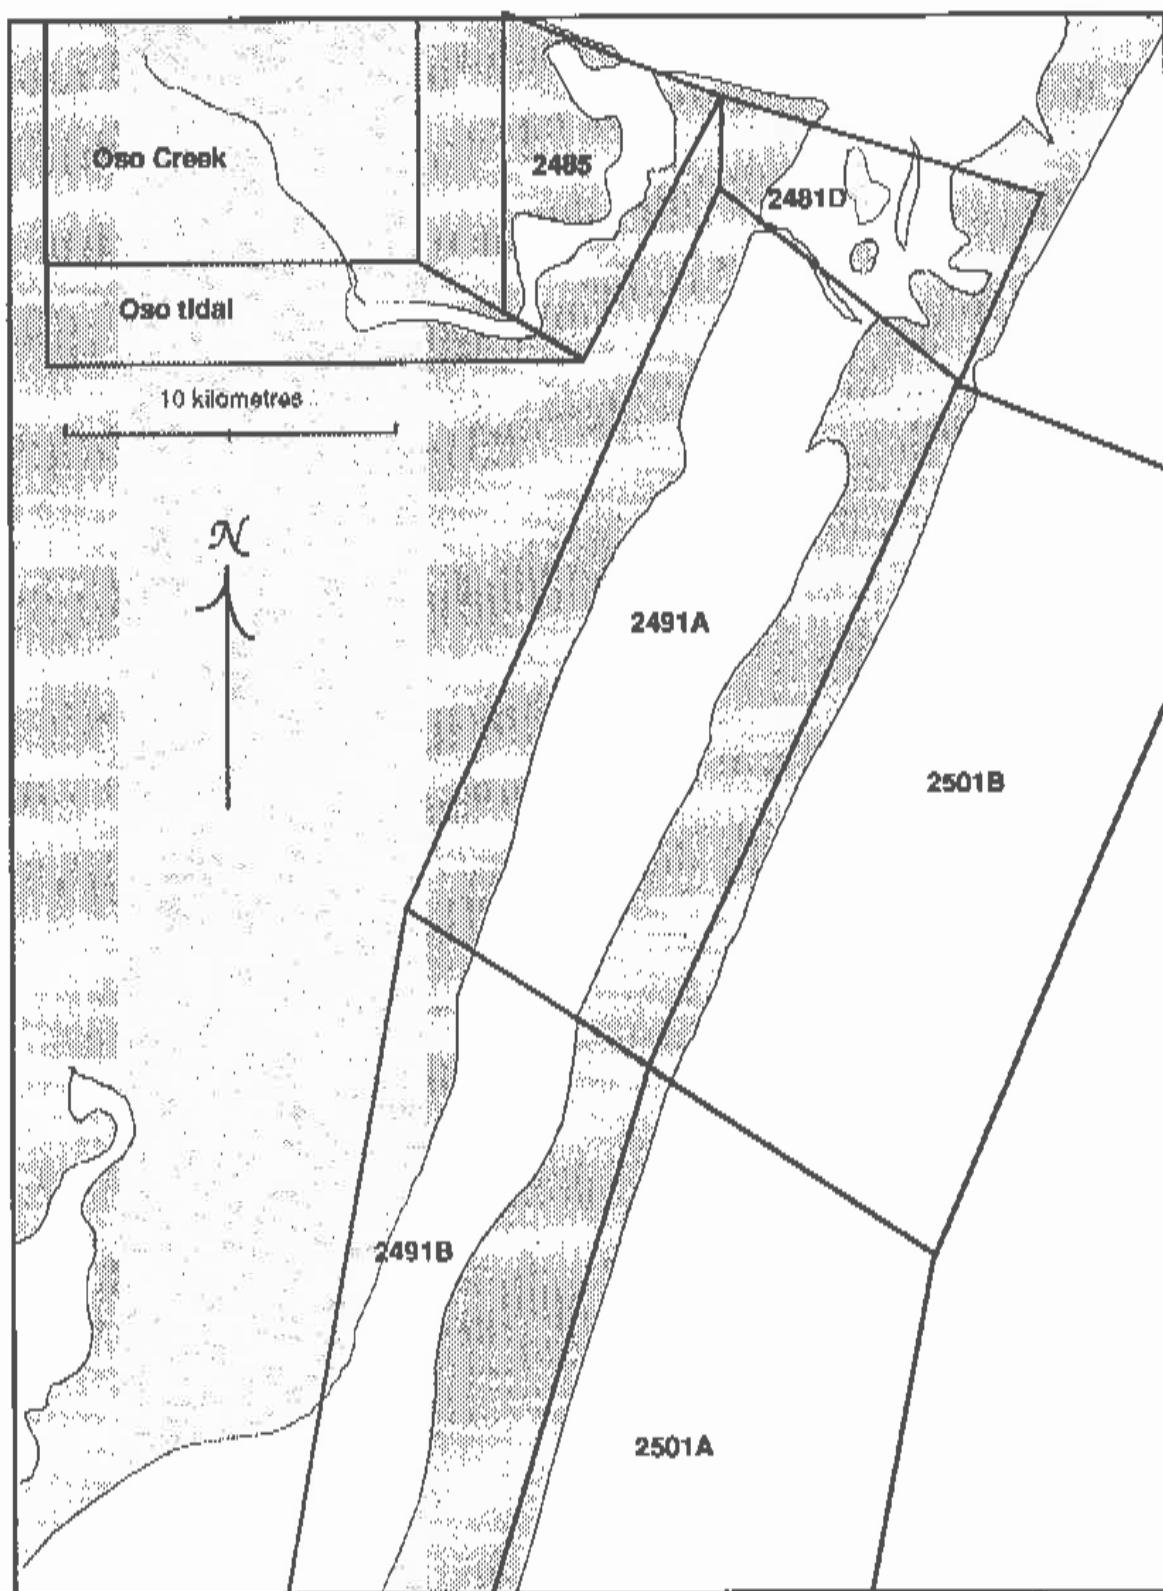 Oso Creek
2485
2481D
Oso tidal
10 kilometres
N
2491A
2501B
2491B
2501A